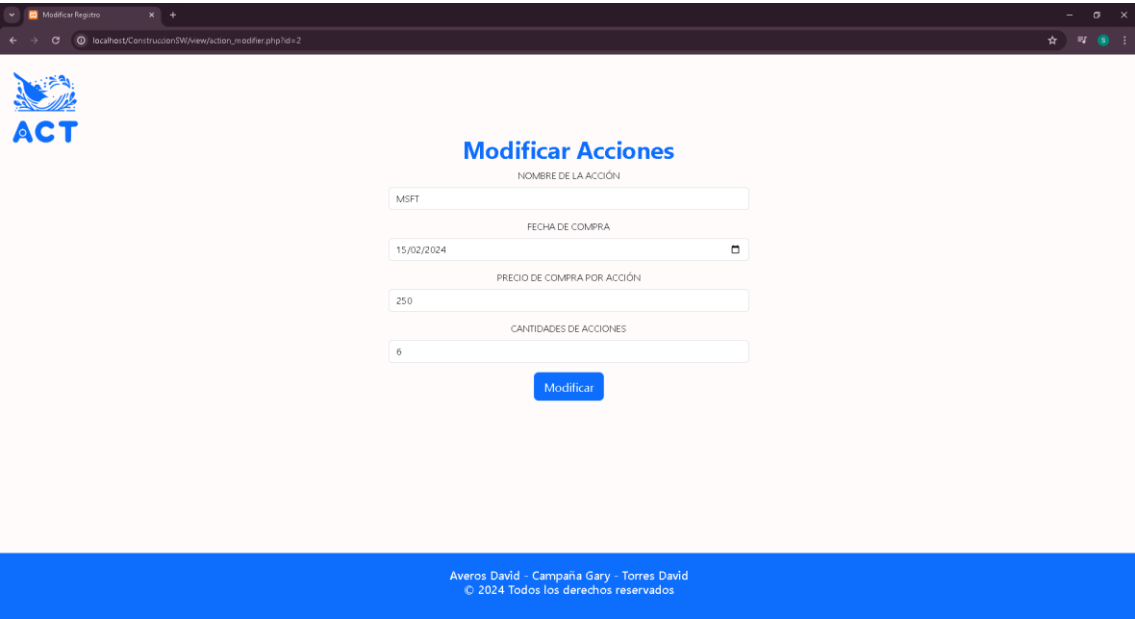 Modificar Registro
localhost/ConstruccionSW/view/action_modifier.php?id=2
S
ACT
Modificar Acciones
NOMBRE DE LA ACCIÓN
MSFT
FECHA DE COMPRA
15/02/2024
PRECIO DE COMPRA POR ACCIÓN
250
CANTIDADES DE ACCIONES
6
Modificar
Averos David - Campaña Gary - Torres David
© 2024 Todos los derechos reservados